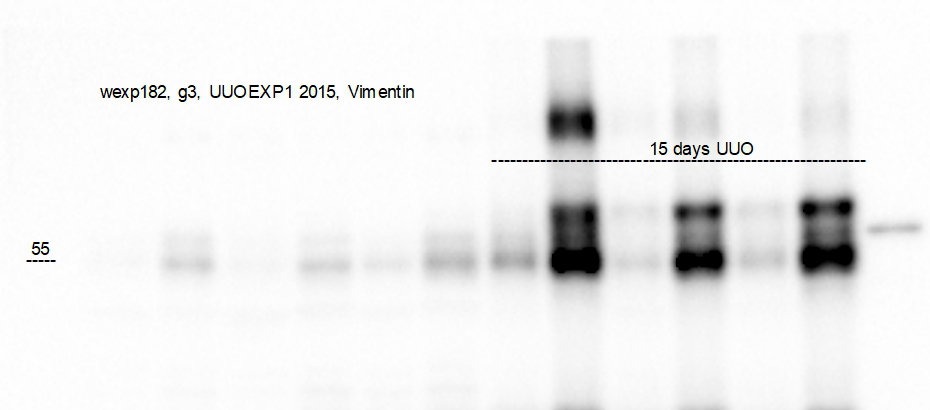 wexp182, g3, UUOEXP1 2015, Vimentin
15 days UUO
55